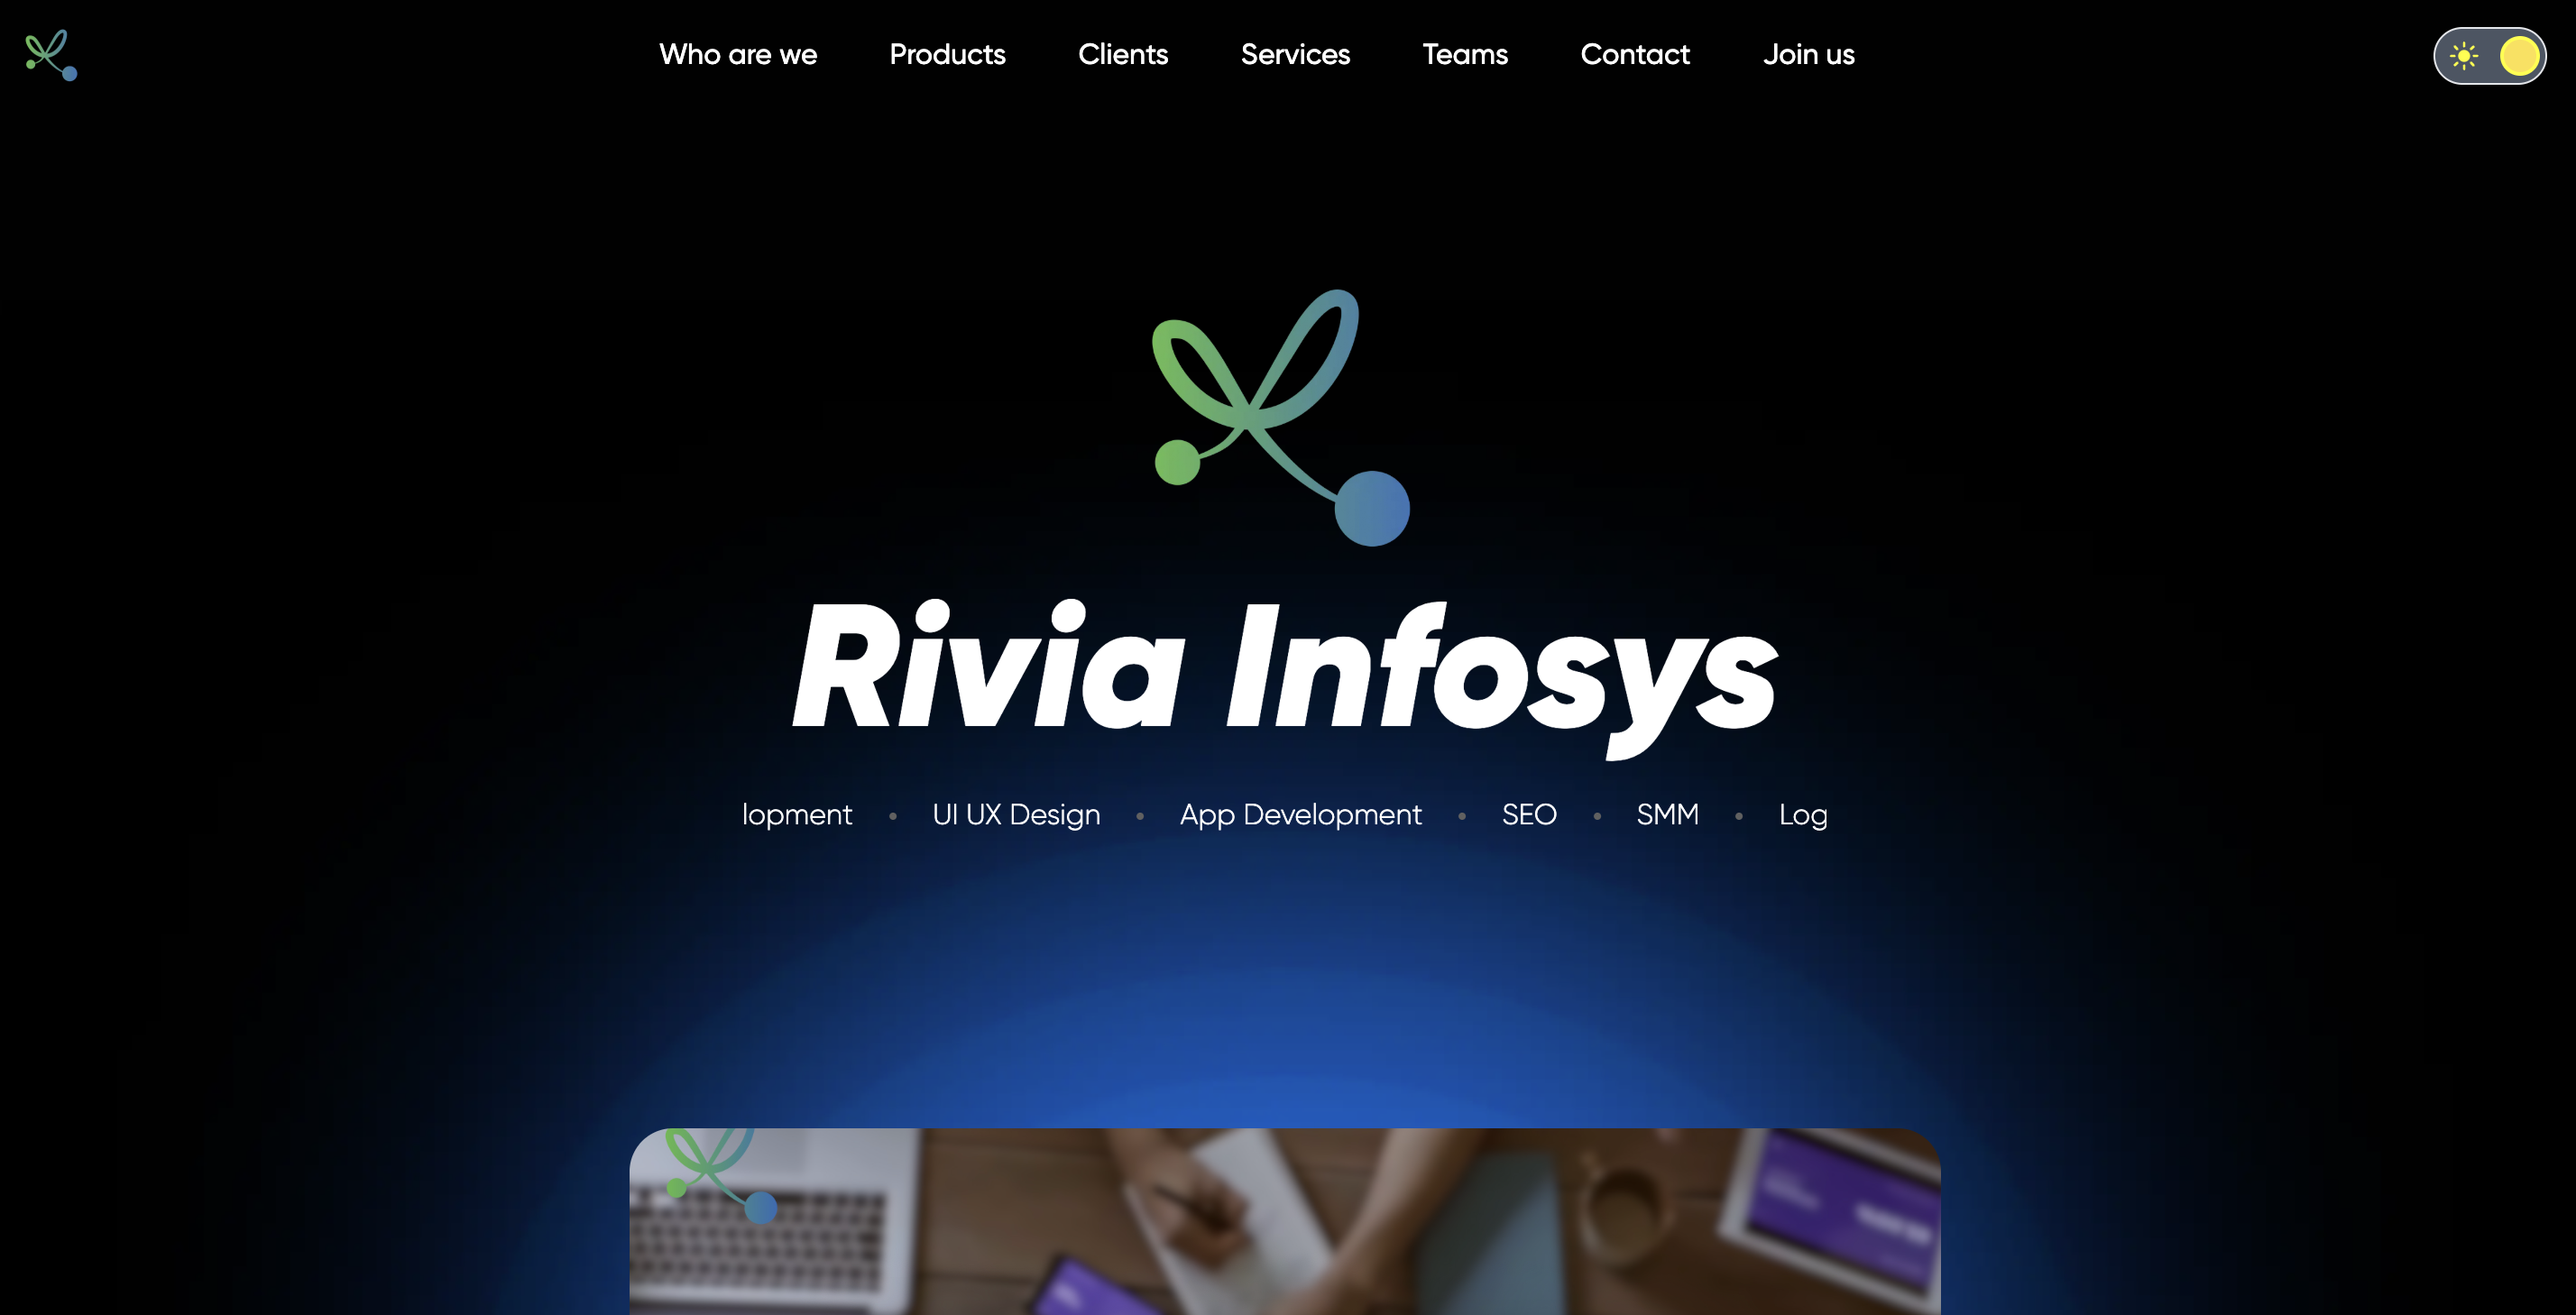 Who are we Products Clients Services Teams Contact Join us
Rivia Infosys
lopment • UI UX Design • App Development • SEO • SMM • Log